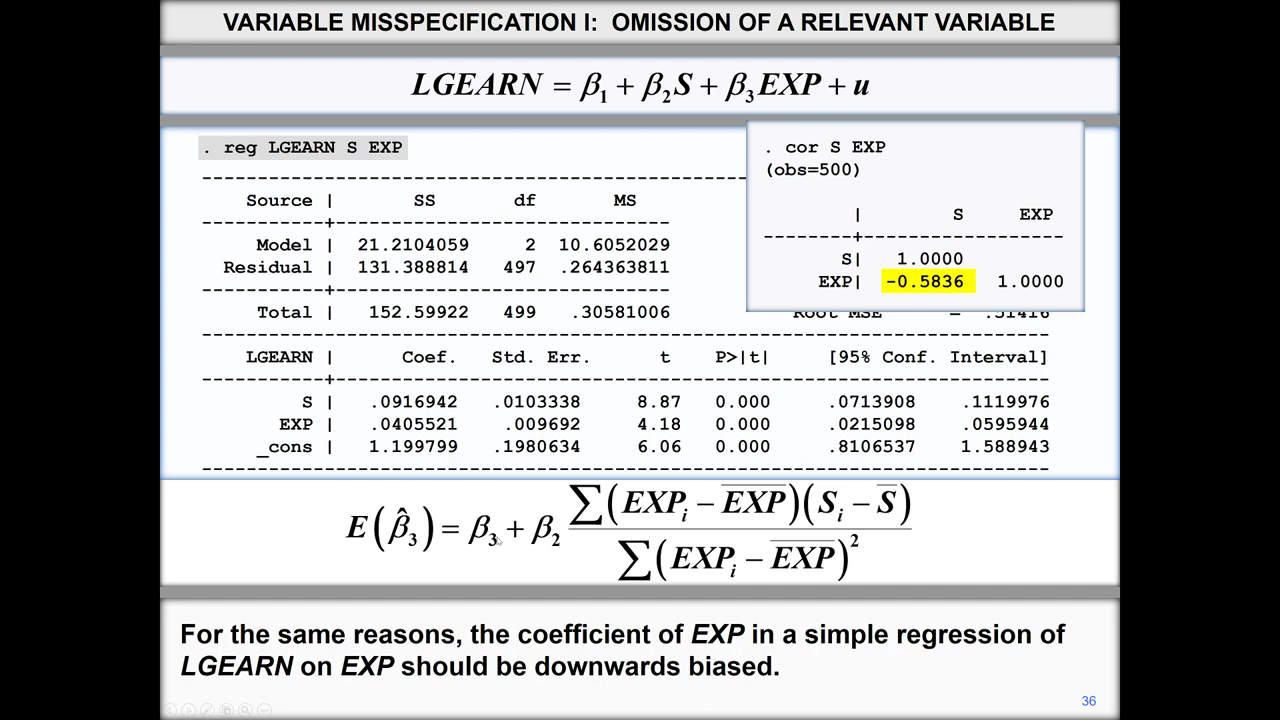 VARIABLE MISSPECIFICATION I: OMISSION OF A RELEVANT VARIABLE
LGEARN = β1 + β2S + β3EXP + u
. reg LGEARN S EXP
----------------------------------------------------
Source | SS df MS
-----------+------------------------------
Model | 21.2104059 2 10.6052029
Residual | 131.388814 497 .264363811
-----------+------------------------------
Total | 152.59922 499 .30581006
. cor S EXP
(obs=500)
| S EXP
--------+------------------
S| 1.0000
EXP| -0.5836 1.0000
Root MSE = .51416
------------------------------------------------------------------------------
LGEARN | Coef. Std. Err. t P>|t| [95% Conf. Interval]
-----------+----------------------------------------------------------------
S | .0916942 .0103338 8.87 0.000 .0713908 .1119976
EXP | .0405521 .009692 4.18 0.000 .0215098 .0595944
_cons | 1.199799 .1980634 6.06 0.000 .8106537 1.588943
------------------------------------------------------------------------------
E(β̂3) = β3 + β2 ∑(EXPi − E̅X̅P̅)(Si − S̅) / ∑(EXPi − E̅X̅P̅)²
For the same reasons, the coefficient of EXP in a simple regression of
LGEARN on EXP should be downwards biased.
36